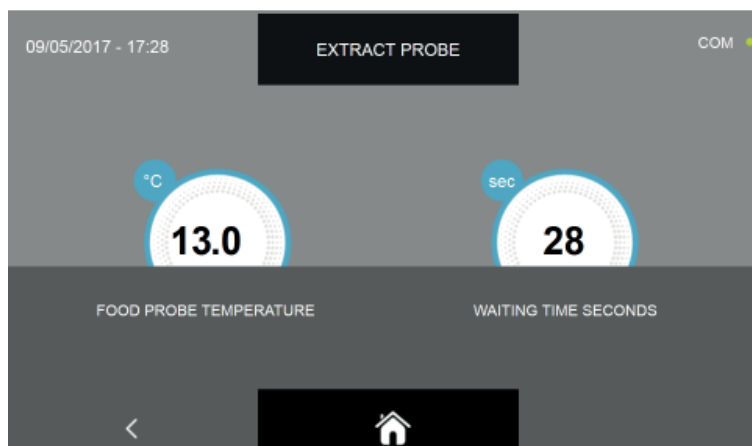 09/05/2017 - 17:28
EXTRACT PROBE
COM
°C
13.0
sec
28
FOOD PROBE TEMPERATURE
WAITING TIME SECONDS